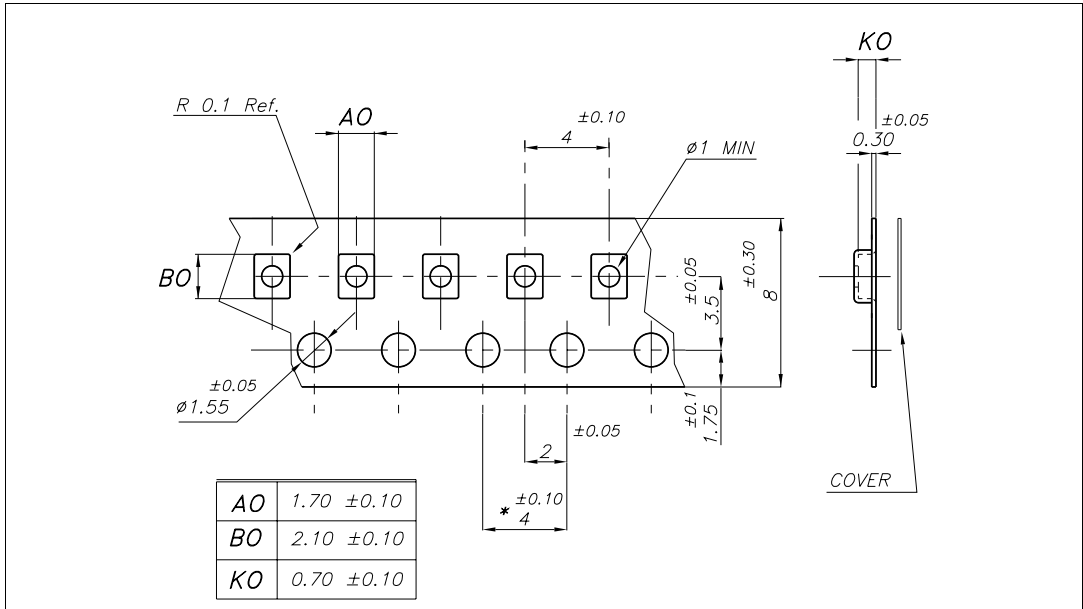 KO
R 0.1 Ref.
AO
±0.10
4
ø1 MIN
±0.05
0.30
BO
±0.05
3.5
±0.30
8
±0.05
ø1.55
±0.1
1.75
±0.05
2
±0.10
* 4
COVER
AO 1.70 ±0.10
BO 2.10 ±0.10
KO 0.70 ±0.10